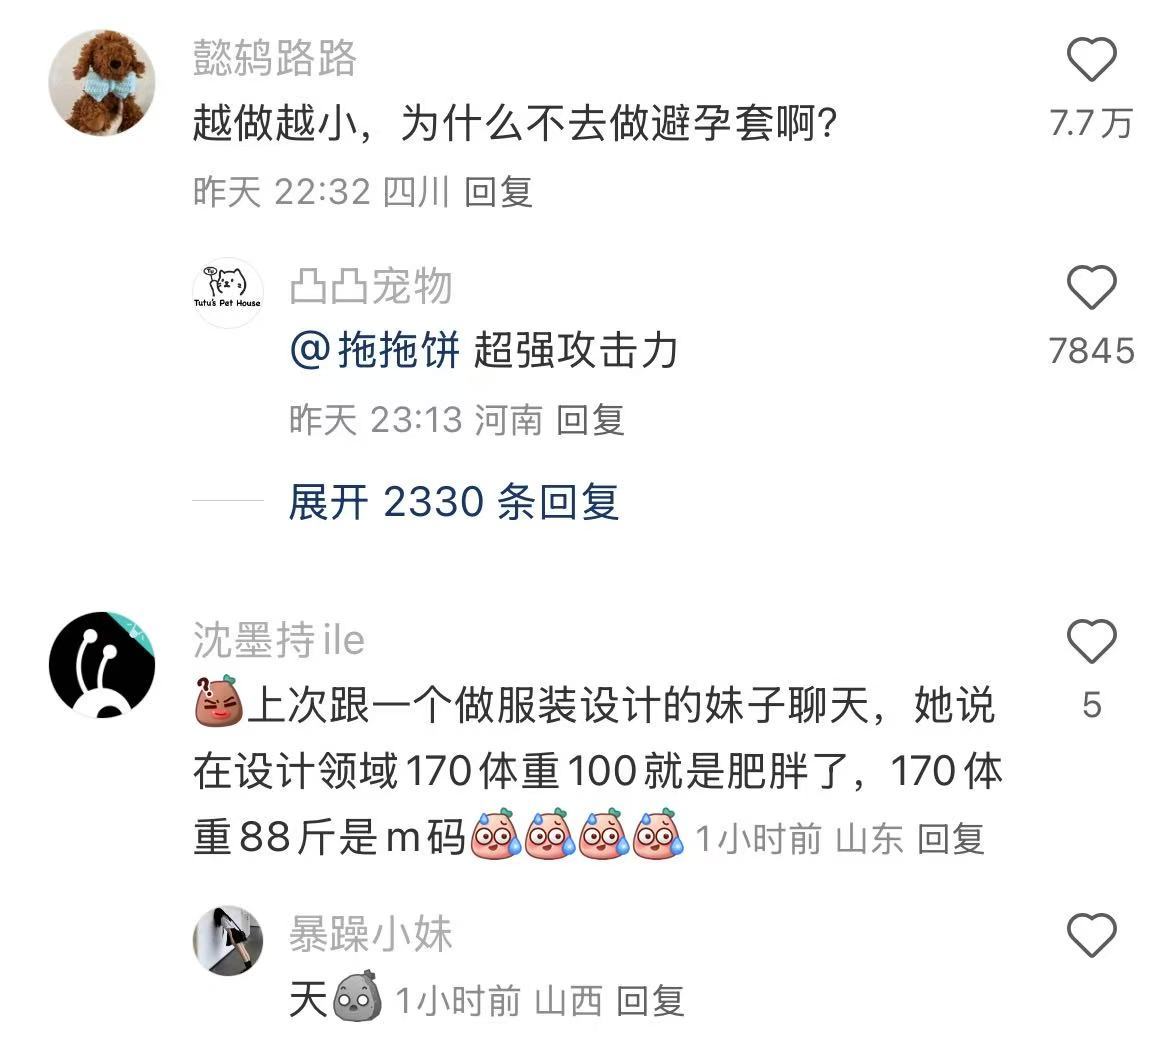 懿鸫路路
越做越小，为什么不去做避孕套啊？
7.7万
昨天 22:32 四川 回复
Tutu's Pet House
凸凸宠物
@拖拖饼 超强攻击力
7845
昨天 23:13 河南 回复
展开 2330 条回复
沈墨持ile
上次跟一个做服装设计的妹子聊天，她说
5
在设计领域170体重100就是肥胖了，170体
重88斤是m码 1小时前 山东 回复
暴躁小妹
天 1小时前 山西 回复